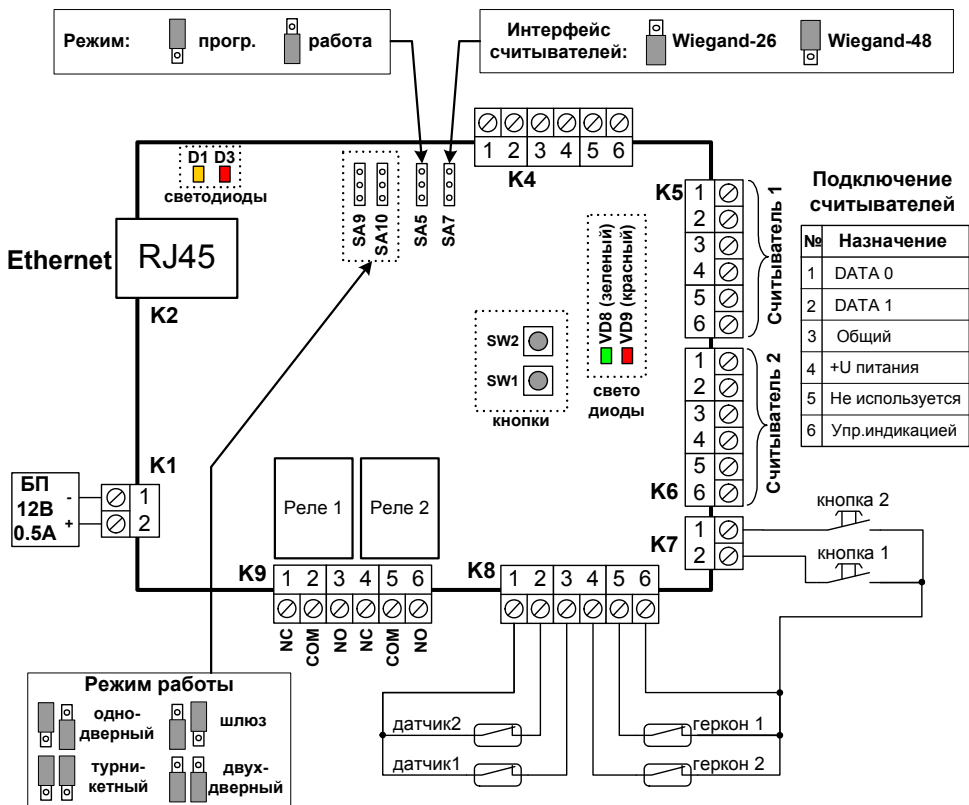 Режим:
прогр.
работа
Интерфейс
считывателей:
Wiegand-26
Wiegand-48
D1 D3
светодиоды
SA9
SA10
SA5
SA7
1 2 3 4 5 6
K4
Ethernet
RJ45
K2
K5
1
2
3
4
5
6
Считыватель 1
Подключение
считывателей
№ Назначение
1 DATA 0
2 DATA 1
3 Общий
4 +U питания
5 Не используется
6 Упр.индикацией
SW2
SW1
кнопки
VD8 (зеленый)
VD9 (красный)
свето
диоды
1
2
3
4
5
6
Считыватель 2
K6
K1
БП
12В
0.5А
-
+
1
2
Реле 1
Реле 2
K7
1
2
кнопка 2
кнопка 1
K9
1 2 3 4 5 6
NC
COM
NO
NC
COM
NO
K8
1 2 3 4 5 6
Режим работы
одно-
дверный
шлюз
турни-
кетный
двух-
дверный
датчик2
датчик1
геркон 1
геркон 2